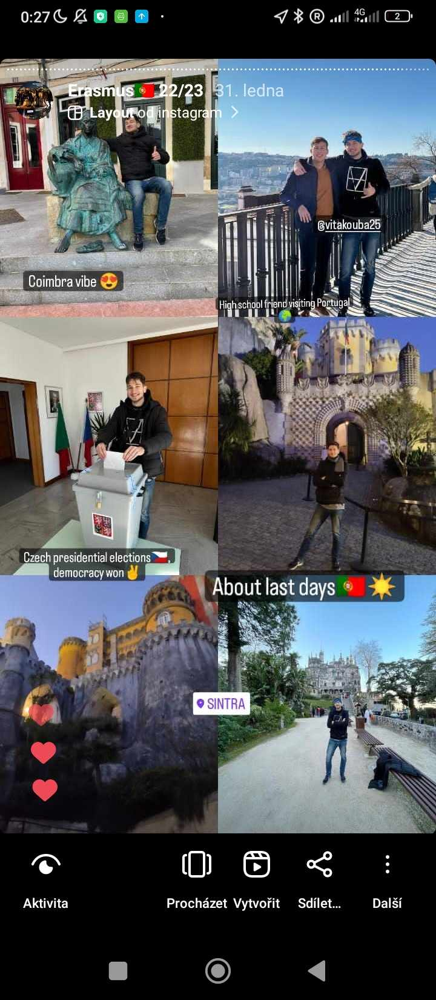 0:27
4G
2
Erasmus🇵🇹 22/23 31. ledna
Layout od instagram
Coimbra vibe 😍
@vitakouba25
High school friend visiting Portugal
🌍
Czech presidential elections🇨🇿,
democracy won✌️
About last days🇵🇹☀️
SINTRA
Aktivita
Procházet
Vytvořit
Sdílet...
Další